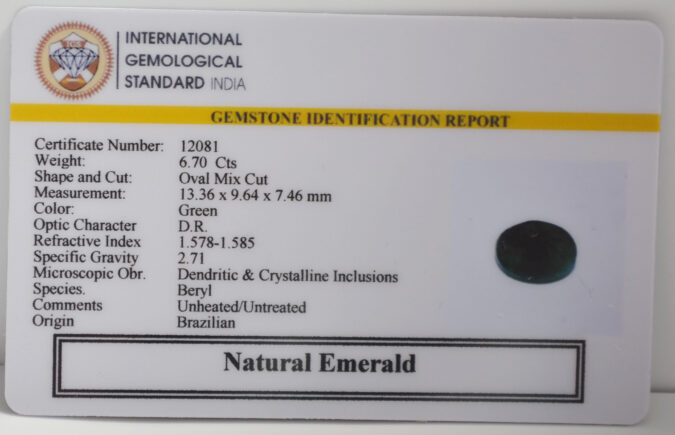 IGS
INTERNATIONAL
GEMOLOGICAL
STANDARD INDIA
GEMSTONE IDENTIFICATION REPORT
Certificate Number: 12081
Weight: 6.70 Cts
Shape and Cut: Oval Mix Cut
Measurement: 13.36 x 9.64 x 7.46 mm
Color: Green
Optic Character D.R.
Refractive Index 1.578-1.585
Specific Gravity 2.71
Microscopic Obr. Dendritic & Crystalline Inclusions
Species. Beryl
Comments Unheated/Untreated
Origin Brazilian
Natural Emerald